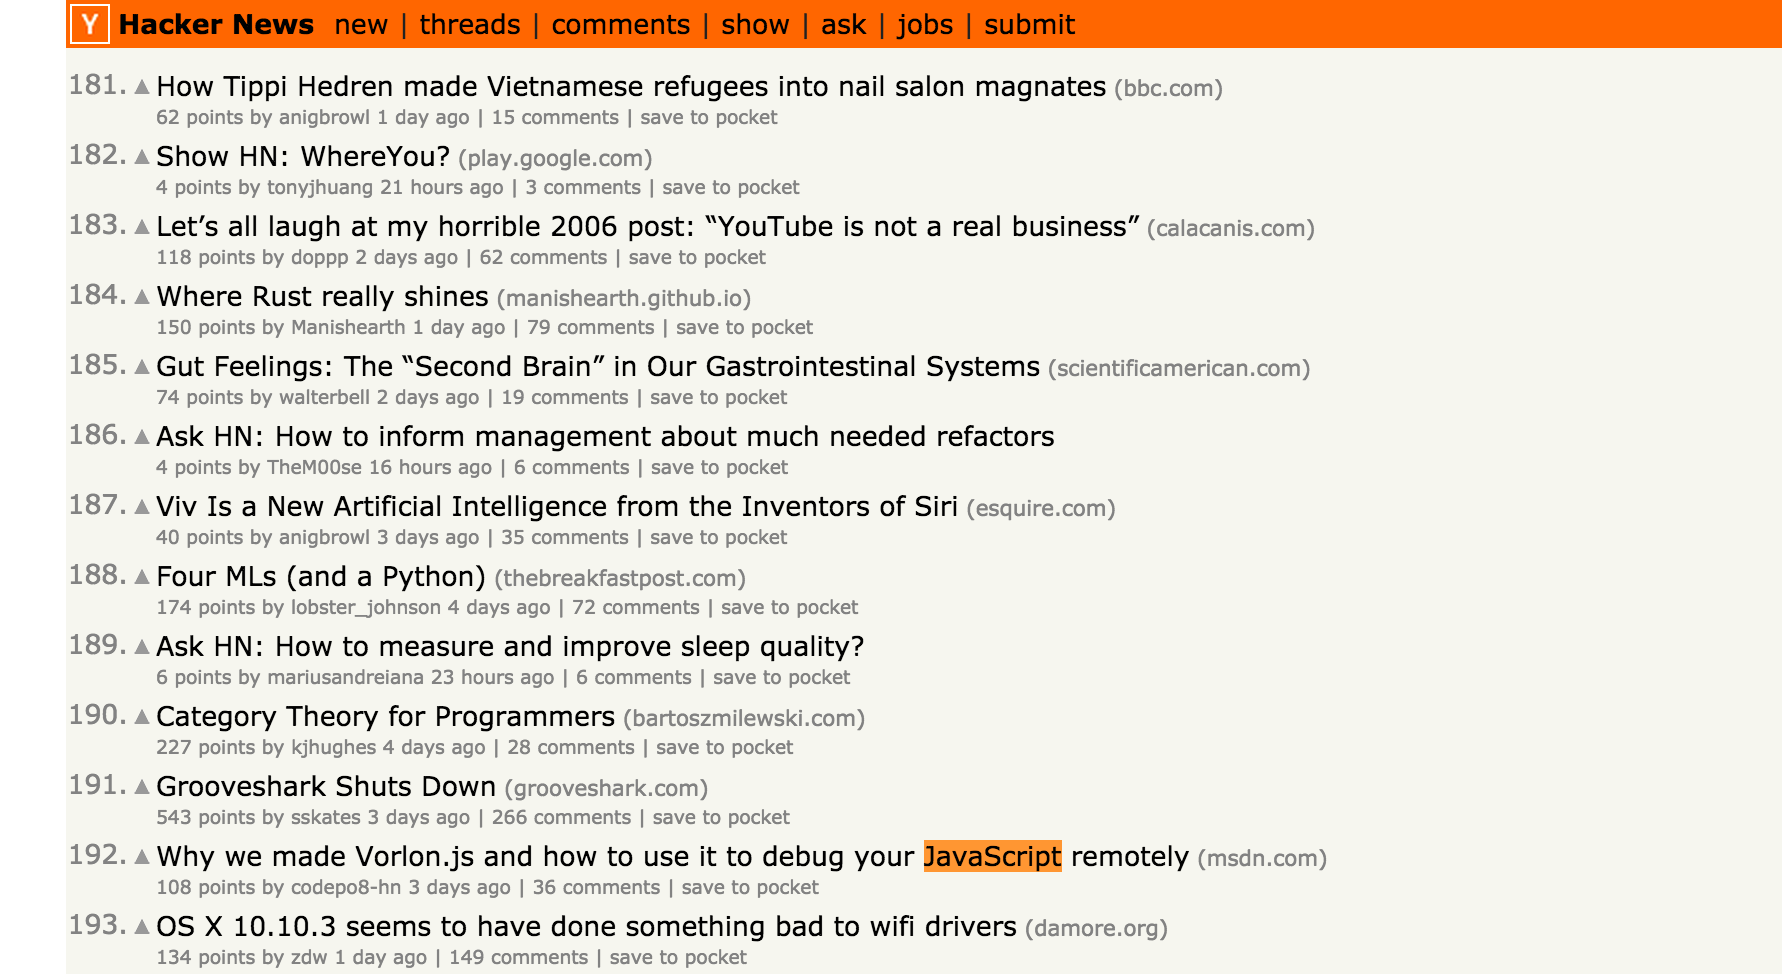 Y Hacker News new | threads | comments | show | ask | jobs | submit
181. ▲ How Tippi Hedren made Vietnamese refugees into nail salon magnates (bbc.com)
62 points by anigbrowl 1 day ago | 15 comments | save to pocket
182. ▲ Show HN: WhereYou? (play.google.com)
4 points by tonyjhuang 21 hours ago | 3 comments | save to pocket
183. ▲ Let’s all laugh at my horrible 2006 post: “YouTube is not a real business” (calacanis.com)
118 points by doppp 2 days ago | 62 comments | save to pocket
184. ▲ Where Rust really shines (manishearth.github.io)
150 points by Manishearth 1 day ago | 79 comments | save to pocket
185. ▲ Gut Feelings: The “Second Brain” in Our Gastrointestinal Systems (scientificamerican.com)
74 points by walterbell 2 days ago | 19 comments | save to pocket
186. ▲ Ask HN: How to inform management about much needed refactors
4 points by TheM00se 16 hours ago | 6 comments | save to pocket
187. ▲ Viv Is a New Artificial Intelligence from the Inventors of Siri (esquire.com)
40 points by anigbrowl 3 days ago | 35 comments | save to pocket
188. ▲ Four MLs (and a Python) (thebreakfastpost.com)
174 points by lobster_johnson 4 days ago | 72 comments | save to pocket
189. ▲ Ask HN: How to measure and improve sleep quality?
6 points by mariusandreiana 23 hours ago | 6 comments | save to pocket
190. ▲ Category Theory for Programmers (bartoszmilewski.com)
227 points by kjhughes 4 days ago | 28 comments | save to pocket
191. ▲ Grooveshark Shuts Down (grooveshark.com)
543 points by sskates 3 days ago | 266 comments | save to pocket
192. ▲ Why we made Vorlon.js and how to use it to debug your JavaScript remotely (msdn.com)
108 points by codepo8-hn 3 days ago | 36 comments | save to pocket
193. ▲ OS X 10.10.3 seems to have done something bad to wifi drivers (damore.org)
134 points by zdw 1 day ago | 149 comments | save to pocket